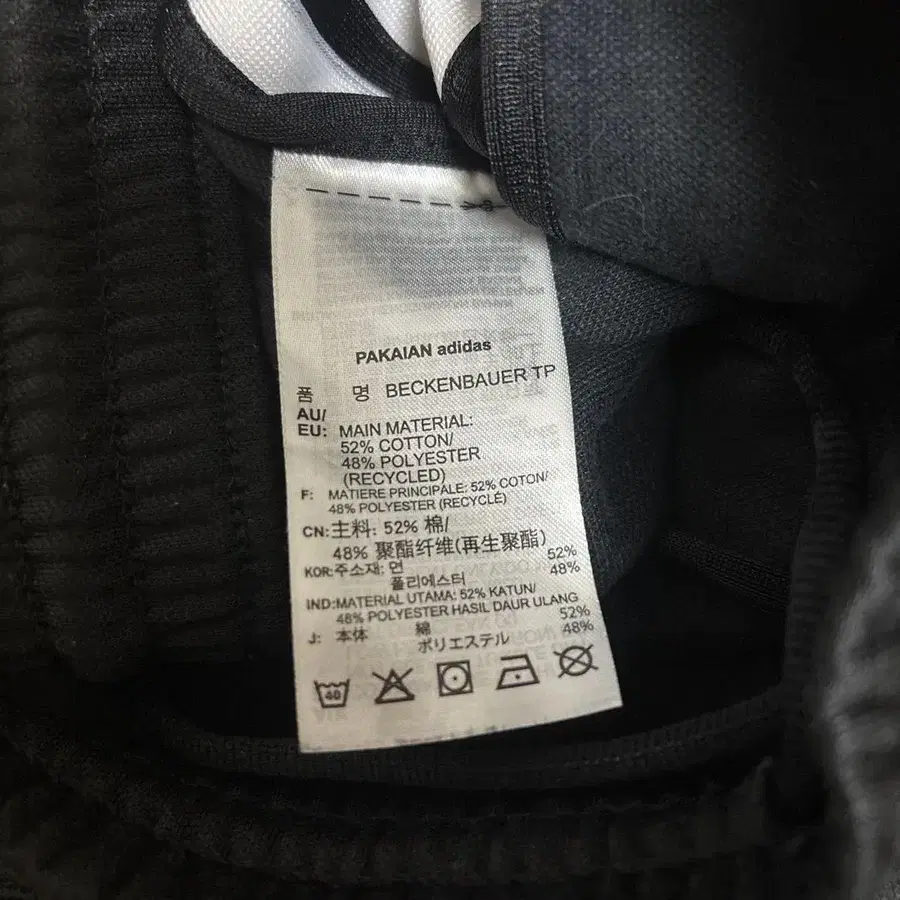 PAKAIAN adidas
품 명 BECKENBAUER TP
AU/
EU: MAIN MATERIAL:
52% COTTON/
48% POLYESTER
(RECYCLED)
F: MATIERE PRINCIPALE: 52% COTON/
48% POLYESTER (RECYCLÉ)
CN:主料: 52% 棉/
48% 聚酯纤维(再生聚酯)
KOR:주소재: 면 52%
폴리에스터 48%
IND:MATERIAL UTAMA: 52% KATUN/
48% POLYESTER HASIL DAUR ULANG
J: 本体 綿 52%
ポリエステル 48%
40